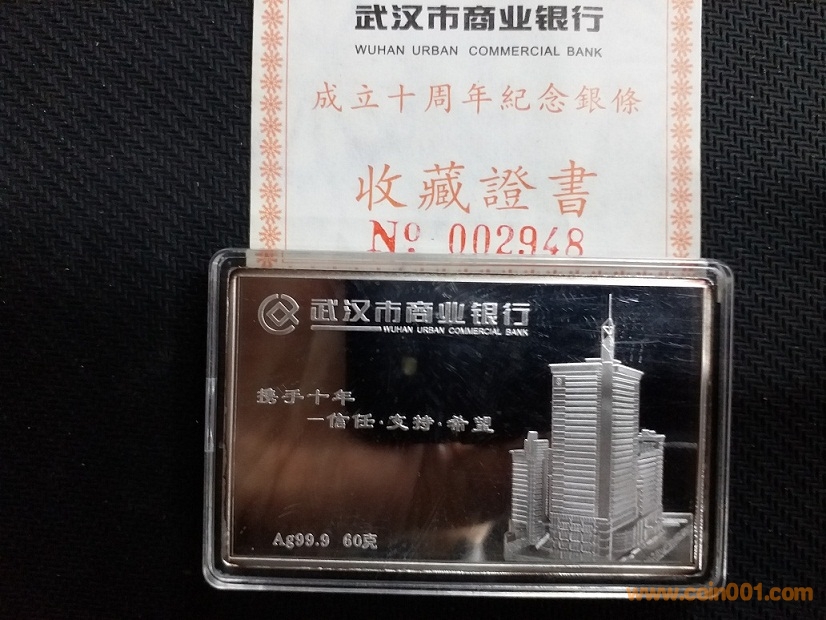 武汉市商业银行
WUHAN URBAN COMMERCIAL BANK
成立十周年紀念銀條
收藏證書
Nº 002948
武汉市商业银行
WUHAN URBAN COMMERCIAL BANK
携手十年
—信任·支持·希望
Ag99.9 60克
www.coin001.com